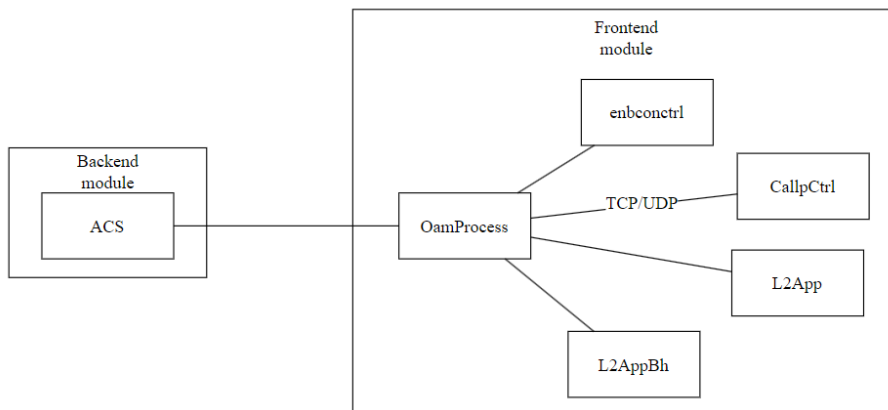 Frontend
module
enbconctrl
Backend
module
ACS
OamProcess
TCP/UDP
CallpCtrl
L2App
L2AppBh